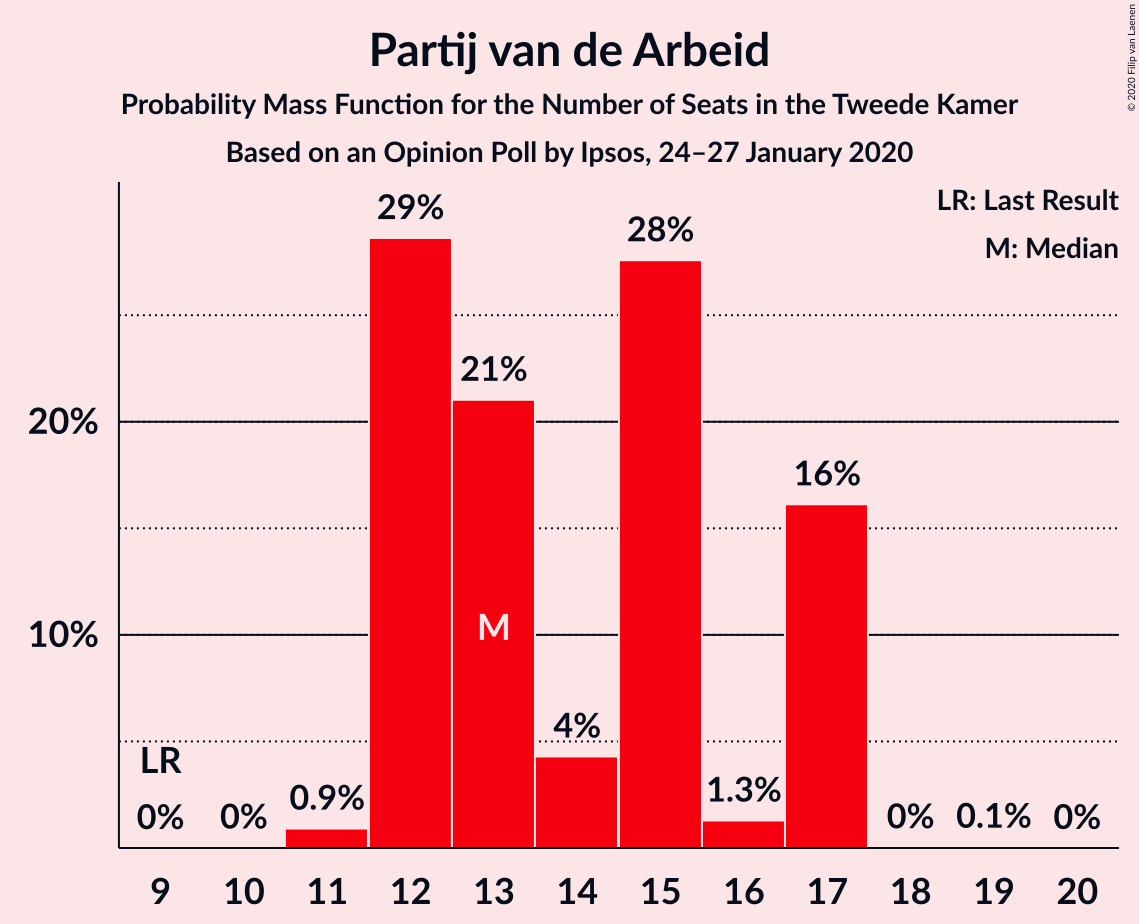 Partij van de Arbeid
Probability Mass Function for the Number of Seats in the Tweede Kamer
Based on an Opinion Poll by Ipsos, 24–27 January 2020
© 2020 Filip van Laenen
LR: Last Result
M: Median
29%
28%
21%
20%
16%
10%
M
4%
LR
0%
0%
0.9%
1.3%
0%
0.1%
0%
9 10 11 12 13 14 15 16 17 18 19 20